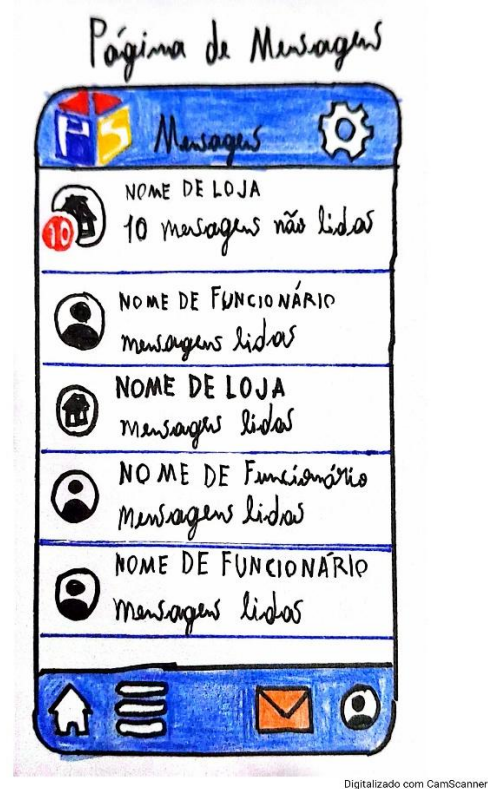 Página de Mensagens
PS
Mensagens
NOME DE LOJA
10
10 mensagens não lidas
NOME DE FUNCIONÁRIO
mensagens lidas
NOME DE LOJA
mensagens lidas
NOME DE Funcionário
mensagens lidas
NOME DE FUNCIONÁRIO
mensagens lidas
Digitalizado com CamScanner